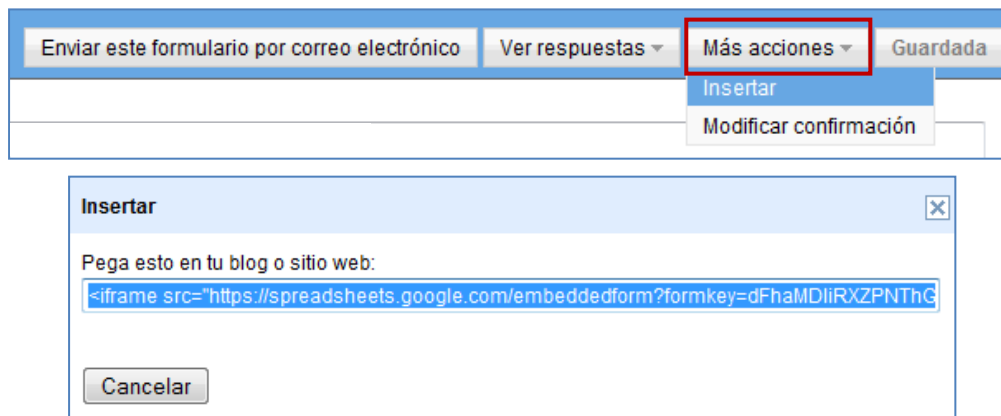 Enviar este formulario por correo electrónico Ver respuestas Más acciones Guardada
Insertar
Modificar confirmación
Insertar
Pega esto en tu blog o sitio web:
<iframe src="https://spreadsheets.google.com/embeddedform?formkey=dFhaMDliRXZPNThG
Cancelar